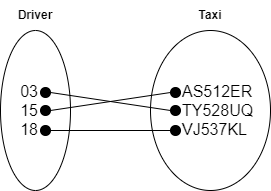 Driver Taxi
03 AS512ER
15 TY528UQ
18 VJ537KL